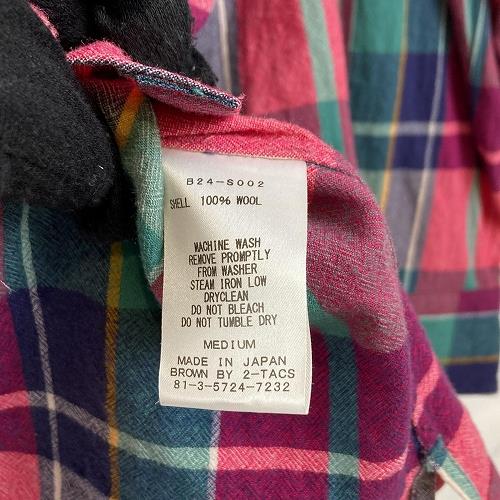 B24-S002
SHELL 100% WOOL
MACHINE WASH
REMOVE PROMPTLY
FROM WASHER
STEAM IRON LOW
DRYCLEAN
DO NOT BLEACH
DO NOT TUMBLE DRY
MEDIUM
MADE IN JAPAN
BROWN BY 2-TACS
81-3-5724-7232